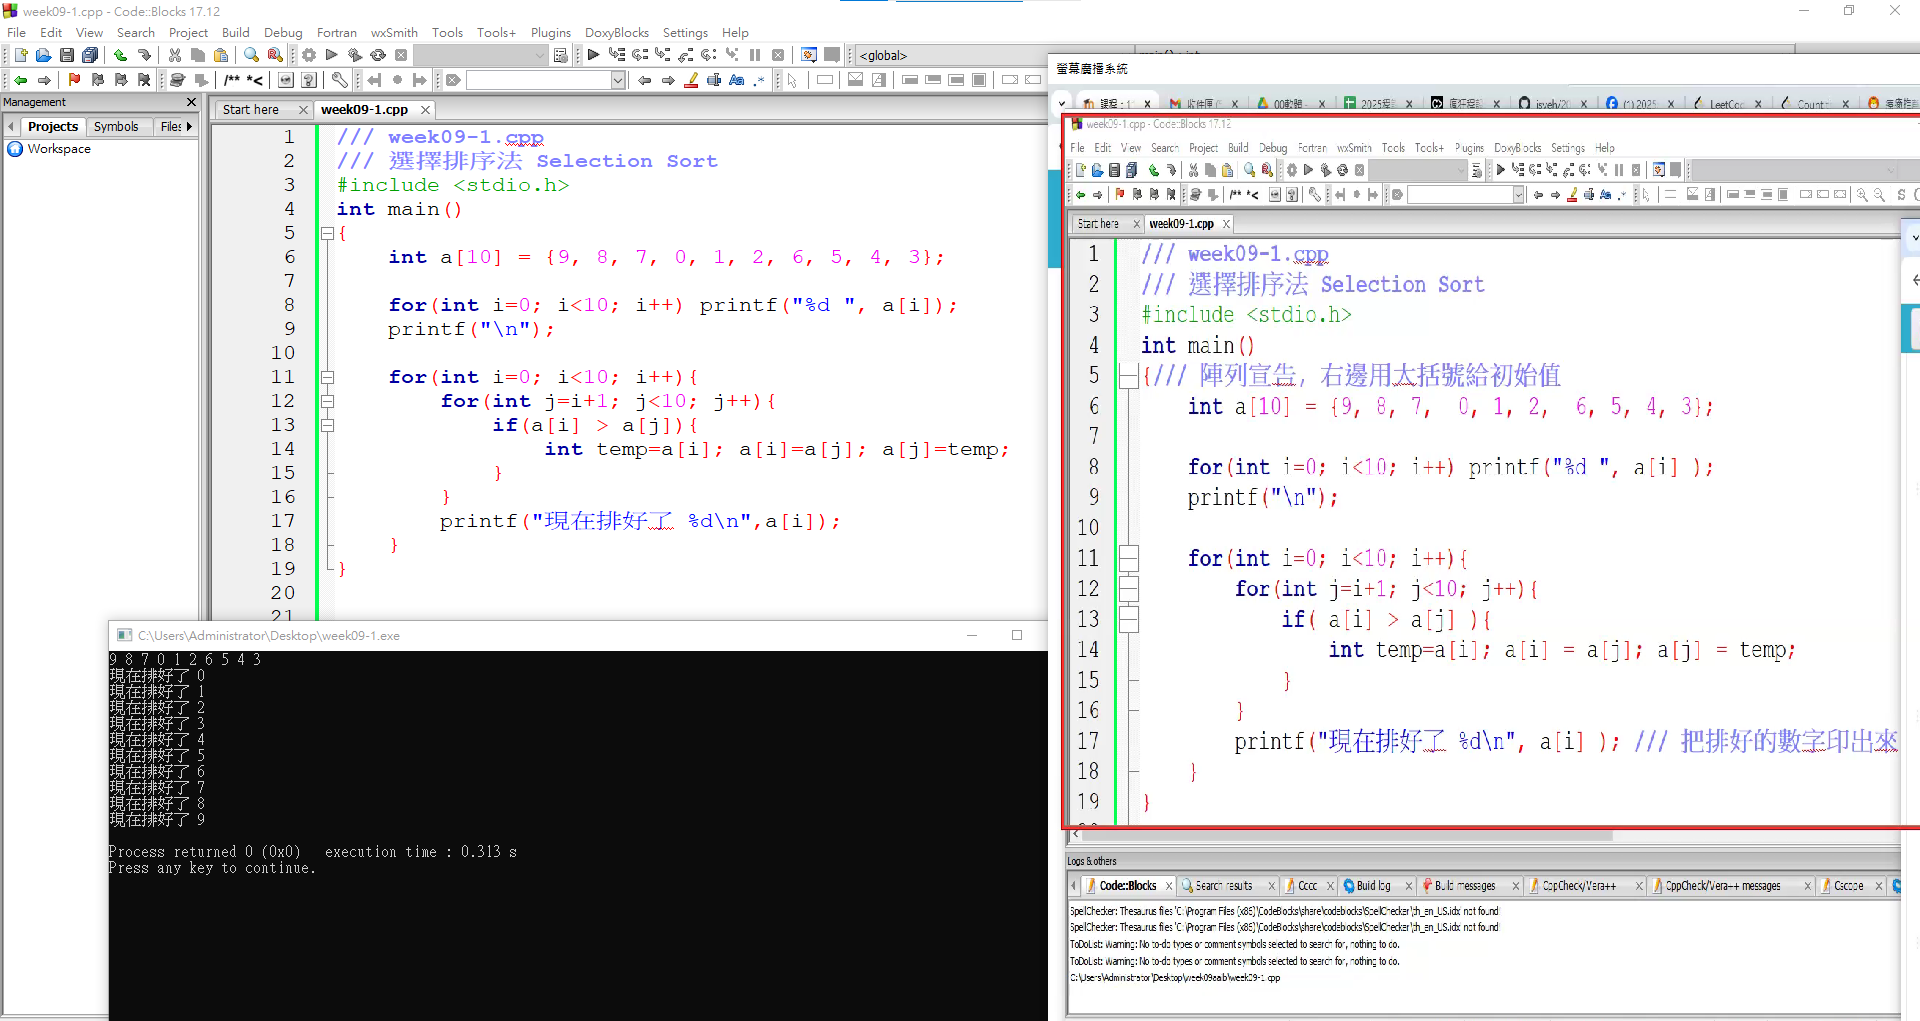 week09-1.cpp - Code::Blocks 17.12
File Edit View Search Project Build Debug Fortran wxSmith Tools Tools+ Plugins DoxyBlocks Settings Help
<global>
/** *<
Management
Projects Symbols Files
Workspace
Start here week09-1.cpp
1 /// week09-1.cpp
2 /// 選擇排序法 Selection Sort
3 #include <stdio.h>
4 int main()
5 {
6 int a[10] = {9, 8, 7, 0, 1, 2, 6, 5, 4, 3};
7
8 for(int i=0; i<10; i++) printf("%d ", a[i]);
9 printf("\n");
10
11 for(int i=0; i<10; i++){
12 for(int j=i+1; j<10; j++){
13 if(a[i] > a[j]){
14 int temp=a[i]; a[i]=a[j]; a[j]=temp;
15 }
16 }
17 printf("現在排好了 %d\n",a[i]);
18 }
19 }
20
21
C:\Users\Administrator\Desktop\week09-1.exe
9 8 7 0 1 2 6 5 4 3
現在排好了 0
現在排好了 1
現在排好了 2
現在排好了 3
現在排好了 4
現在排好了 5
現在排好了 6
現在排好了 7
現在排好了 8
現在排好了 9
Process returned 0 (0x0)   execution time : 0.313 s
Press any key to continue.
螢幕廣播系統
week09-1.cpp - Code::Blocks 17.12
File Edit View Search Project Build Debug Fortran wxSmith Tools Tools+ Plugins DoxyBlocks Settings Help
/** *<
Start here week09-1.cpp
1 /// week09-1.cpp
2 /// 選擇排序法 Selection Sort
3 #include <stdio.h>
4 int main()
5 {/// 陣列宣告, 右邊用大括號給初始值
6 int a[10] = {9, 8, 7,  0, 1, 2,  6, 5, 4, 3};
7
8 for(int i=0; i<10; i++) printf("%d ", a[i] );
9 printf("\n");
10
11 for(int i=0; i<10; i++){
12 for(int j=i+1; j<10; j++){
13 if( a[i] > a[j] ){
14 int temp=a[i]; a[i] = a[j]; a[j] = temp;
15 }
16 }
17 printf("現在排好了 %d\n", a[i] ); /// 把排好的數字印出來
18 }
19 }
Logs & others
Code::Blocks Search results Cccc Build log Build messages CppCheck/Vera++ CppCheck/Vera++ messages Cscope
SpellChecker: Thesaurus files 'C:\Program Files (x86)\CodeBlocks\share\codeblocks\SpellChecker\th_en_US.idx' not found!
SpellChecker: Thesaurus files 'C:\Program Files (x86)\CodeBlocks\share\codeblocks\SpellChecker\th_en_US.idx' not found!
ToDoList: Warning: No to-do types or comment symbols selected to search for, nothing to do.
ToDoList: Warning: No to-do types or comment symbols selected to search for, nothing to do.
C:\Users\Administrator\Desktop\week09aaib\week09-1.cpp